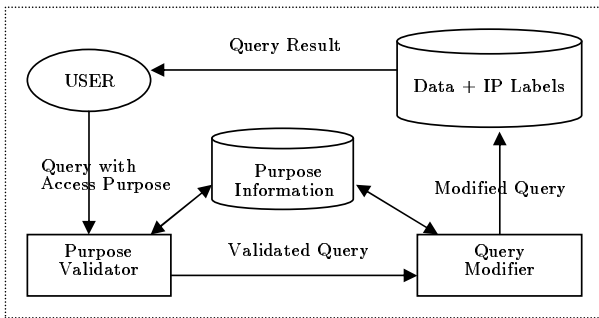 Query Result
USER
Data + IP Labels
Query with
Access Purpose
Purpose
Information
Modified Query
Purpose
Validator
Validated Query
Query
Modifier